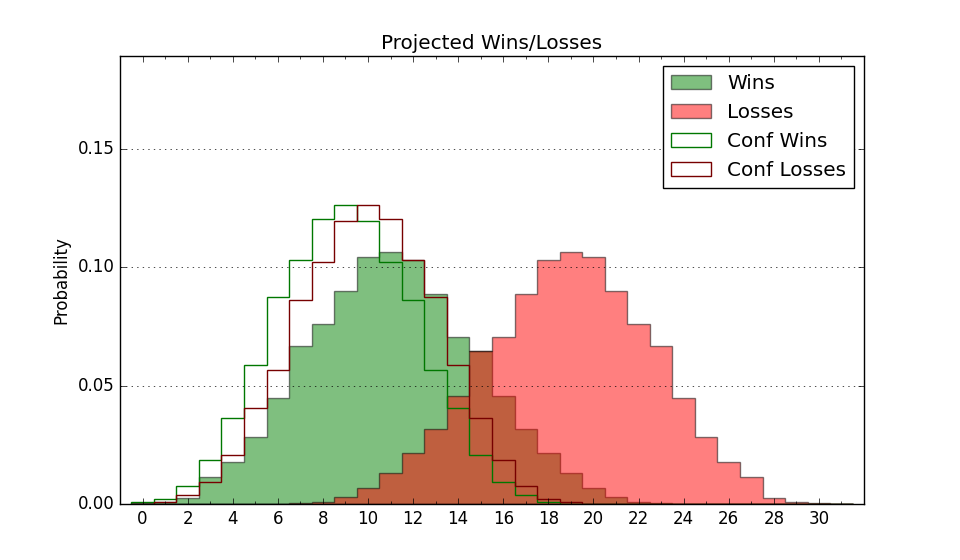 Projected Wins/Losses
Wins
Losses
Conf Wins
Conf Losses
Probability
0.15
0.10
0.05
0.00
0 2 4 6 8 10 12 14 16 18 20 22 24 26 28 30